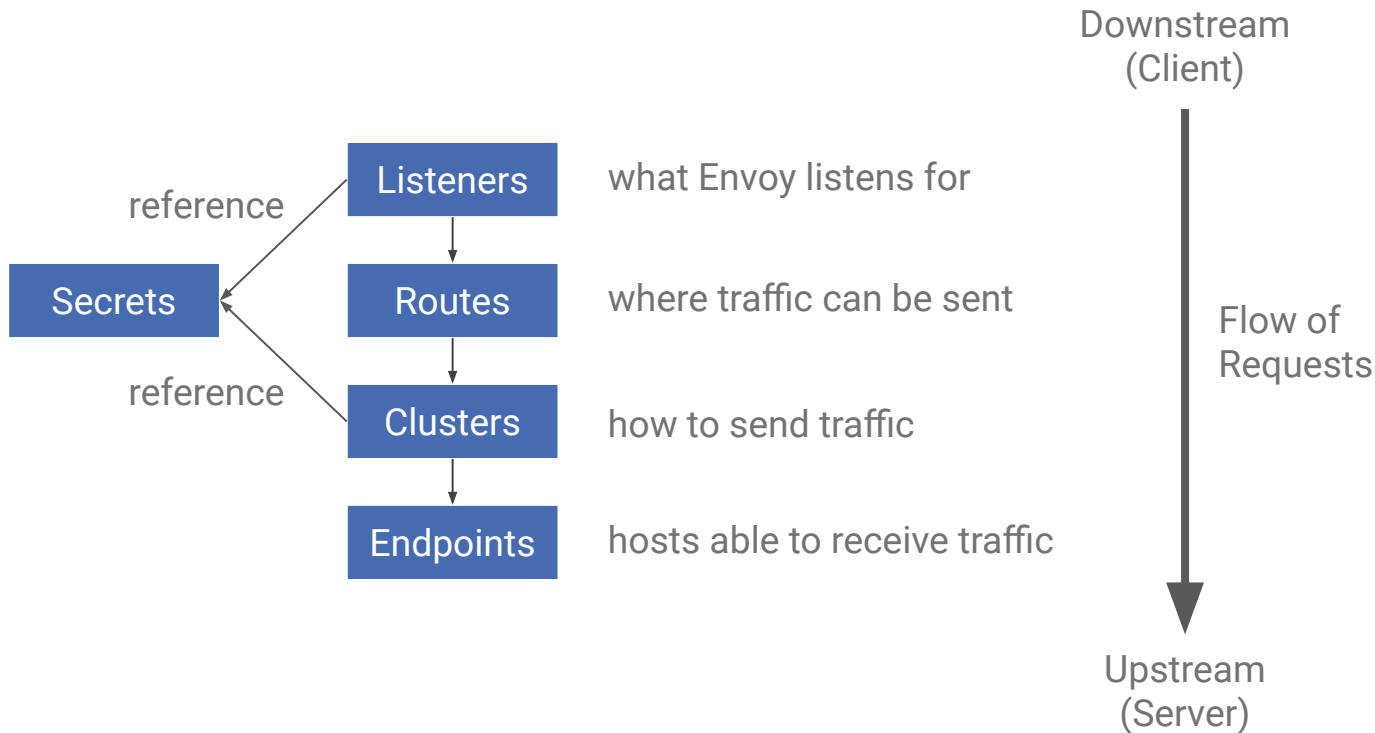 Downstream
(Client)
Listeners
what Envoy listens for
reference
Secrets
Routes
where traffic can be sent
Flow of
Requests
reference
Clusters
how to send traffic
Endpoints
hosts able to receive traffic
Upstream
(Server)